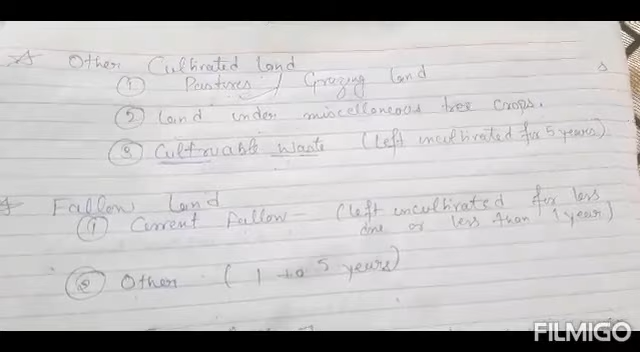 Other Cultivated land
① Pastures / Grazing land
② Land under miscellaneous tree crops.
③ Cultruable Waste (Left uncultivated for 5 years)
Fallow Land
① Current Fallow – (left uncultivated for less
one or less than 1 year)
② Other (1 to 5 years)
FILMIGO